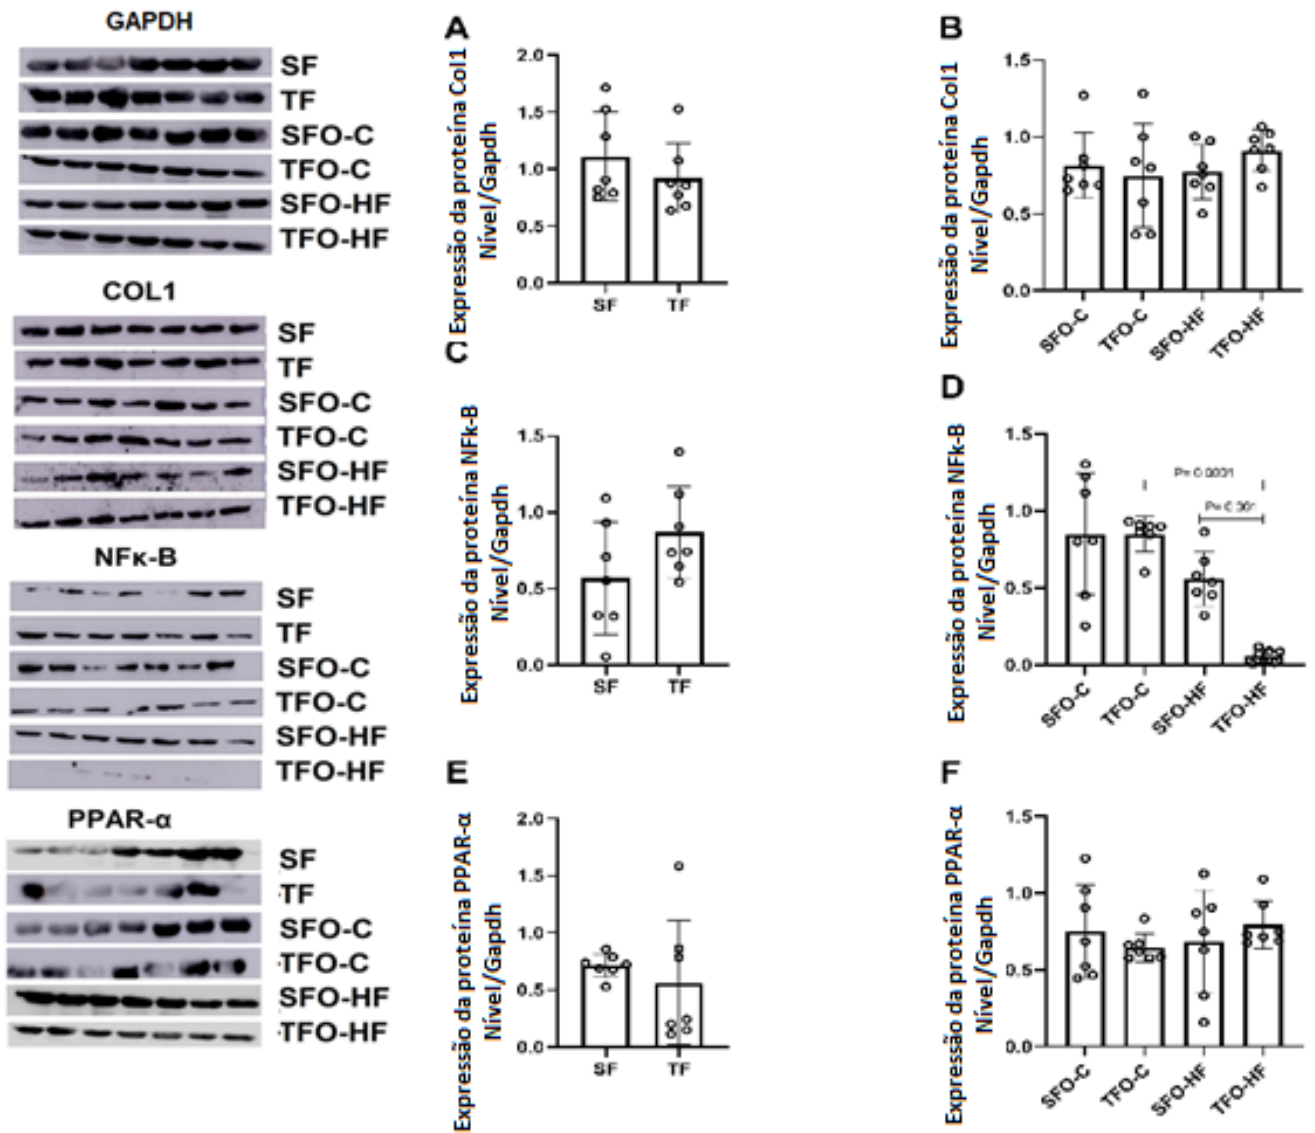 GAPDH
SF
TF
SFO-C
TFO-C
SFO-HF
TFO-HF
COL1
SF
TF
SFO-C
TFO-C
SFO-HF
TFO-HF
NFκ-B
SF
TF
SFO-C
TFO-C
SFO-HF
TFO-HF
PPAR-α
SF
TF
SFO-C
TFO-C
SFO-HF
TFO-HF
A
Expressão da proteína Col1
Nível/Gapdh
2.0
1.5
1.0
0.5
0.0
SF TF
B
Expressão da proteína Col1
Nível/Gapdh
1.5
1.0
0.5
0.0
SFO-C TFO-C SFO-HF TFO-HF
C
Expressão da proteína NFk-B
Nível/Gapdh
1.5
1.0
0.5
0.0
SF TF
D
Expressão da proteína NFk-B
Nível/Gapdh
1.5
1.0
0.5
0.0
P= 0.0001
P= 0.001
SFO-C TFO-C SFO-HF TFO-HF
E
Expressão da proteína PPAR-α
Nível/Gapdh
2.0
1.5
1.0
0.5
0.0
SF TF
F
Expressão da proteína PPAR-α
Nível/Gapdh
1.5
1.0
0.5
0.0
SFO-C TFO-C SFO-HF TFO-HF